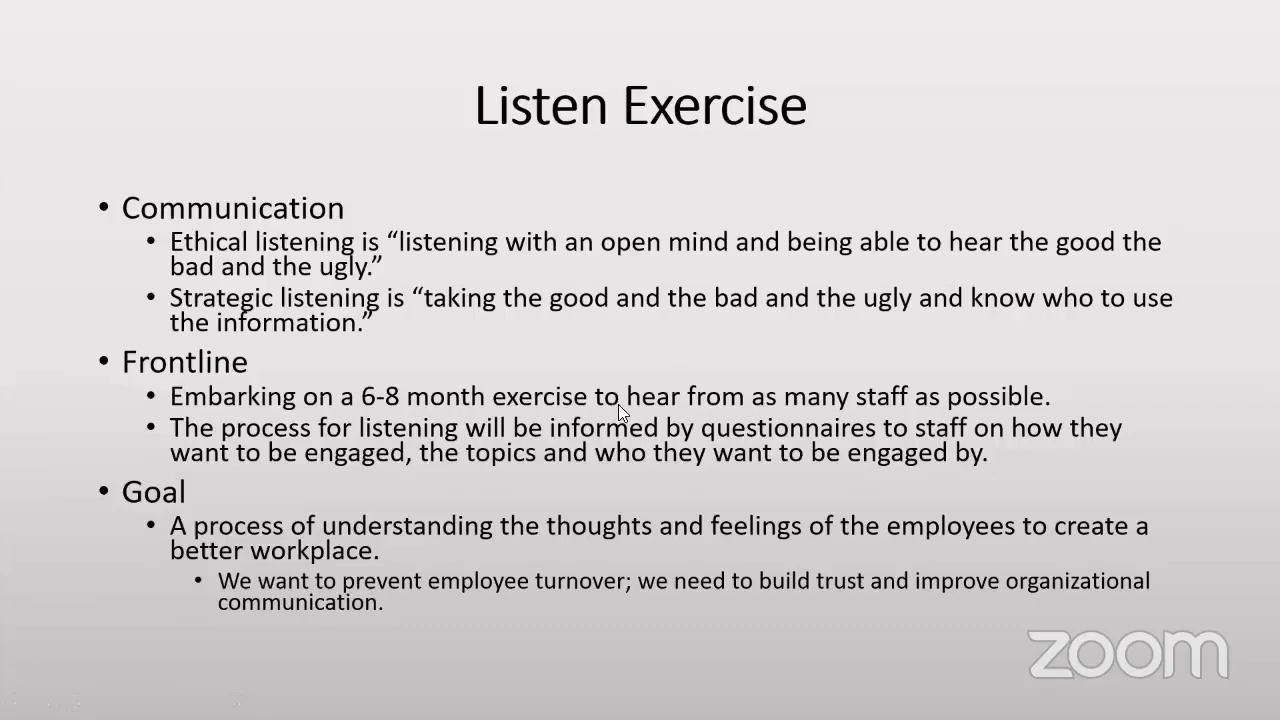 Listen Exercise
• Communication
• Ethical listening is “listening with an open mind and being able to hear the good the
bad and the ugly.”
• Strategic listening is “taking the good and the bad and the ugly and know who to use
the information.”
• Frontline
• Embarking on a 6-8 month exercise to hear from as many staff as possible.
• The process for listening will be informed by questionnaires to staff on how they
want to be engaged, the topics and who they want to be engaged by.
• Goal
• A process of understanding the thoughts and feelings of the employees to create a
better workplace.
• We want to prevent employee turnover; we need to build trust and improve organizational
communication.
zoom